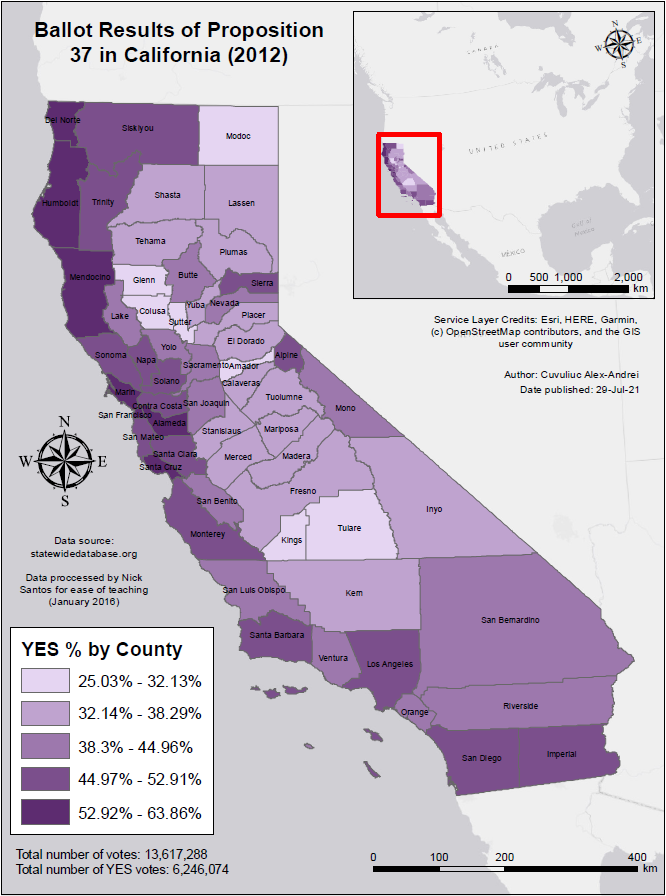 Ballot Results of Proposition
37 in California (2012)
N
W
E
S
CANADA
UNITED STATES
Gulf of
Mexico
MÉXICO
0 500 1,000 2,000
km
Service Layer Credits: Esri, HERE, Garmin,
(c) OpenStreetMap contributors, and the GIS
user community
Author: Cuvuliuc Alex-Andrei
Date published: 29-Jul-21
Del Norte
Siskiyou
Modoc
Humboldt
Trinity
Shasta
Lassen
Tehama
Plumas
Mendocino
Glenn
Butte
Sierra
Colusa
Yuba
Nevada
Lake
Sutter
Placer
Yolo
El Dorado
Sonoma
Napa
Sacramento
Amador
Alpine
Solano
Calaveras
Marin
Contra Costa
San Joaquin
Tuolumne
Mono
San Francisco
Alameda
Stanislaus
Mariposa
San Mateo
Santa Clara
Merced
Madera
Santa Cruz
Fresno
San Benito
Inyo
Monterey
Kings
Tulare
San Luis Obispo
Kern
San Bernardino
Santa Barbara
Ventura
Los Angeles
Orange
Riverside
San Diego
Imperial
N
W
E
S
Data source:
statewidedatabase.org
Data proccessed by Nick
Santos for ease of teaching
(January 2016)
YES % by County
25.03% - 32.13%
32.14% - 38.29%
38.3% - 44.96%
44.97% - 52.91%
52.92% - 63.86%
Total number of votes: 13,617,288
Total number of YES votes: 6,246,074
0 100 200 300 400
km